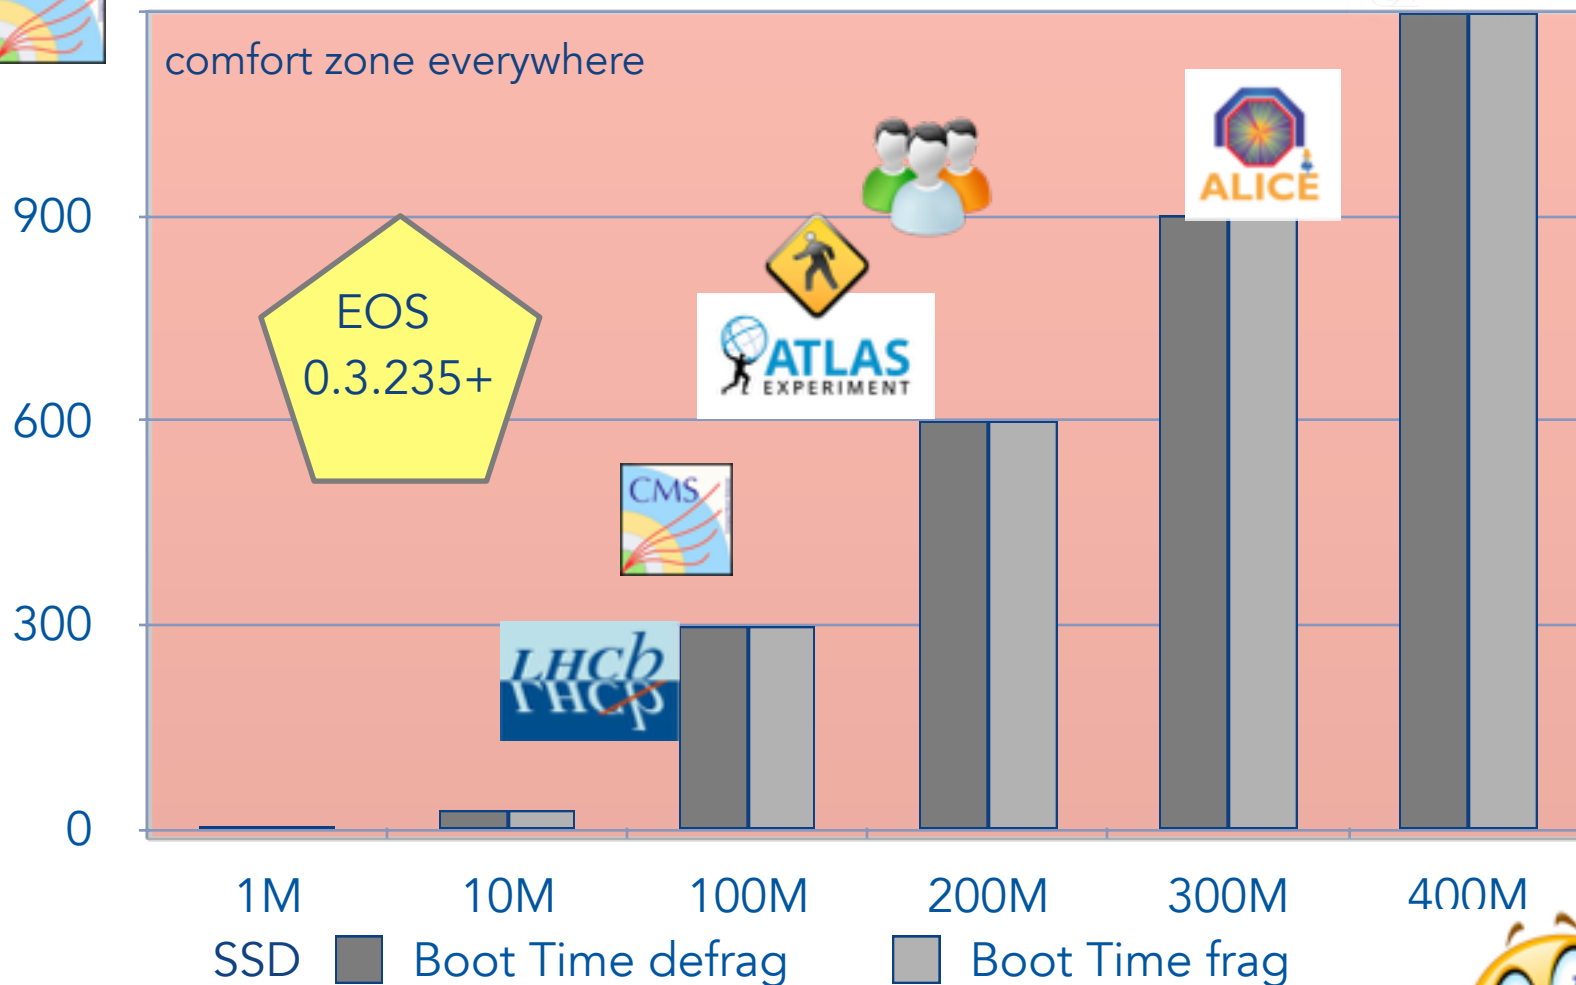 comfort zone everywhere
ALICE
900
EOS
0.3.235+
ATLAS
EXPERIMENT
600
CMS
300
LHCb
LHCb
0
1M 10M 100M 200M 300M 400M
SSD Boot Time defrag Boot Time frag